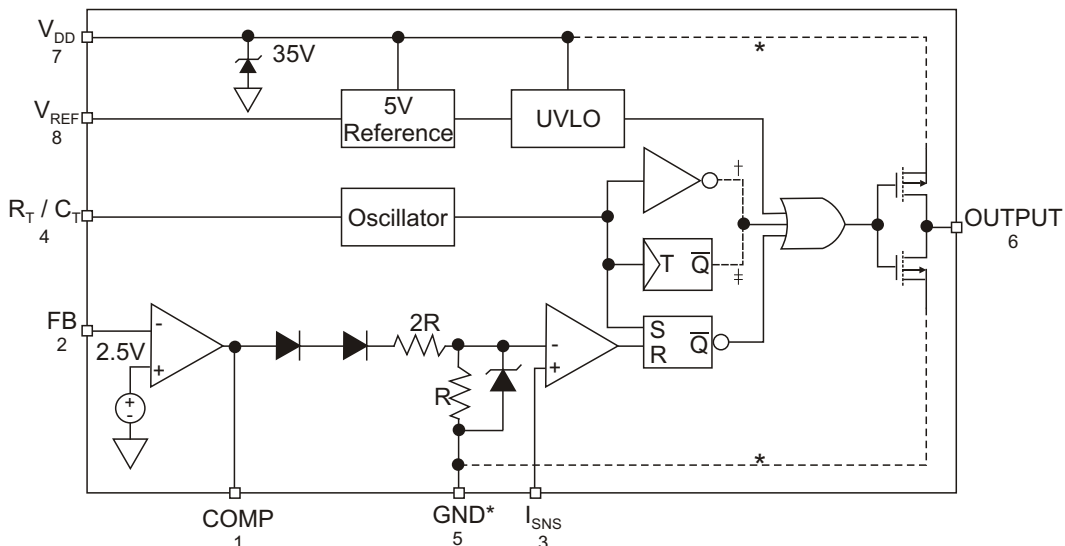 V_DD
7
35V
*
V_REF
8
5V
Reference
UVLO
†
R_T / C_T
4
Oscillator
OUTPUT
6
T Q̅
‡
FB
2
2.5V
-
+
+
-
2R
R
-
+
S
R Q̅
*
COMP
1
GND*
5
I_SNS
3